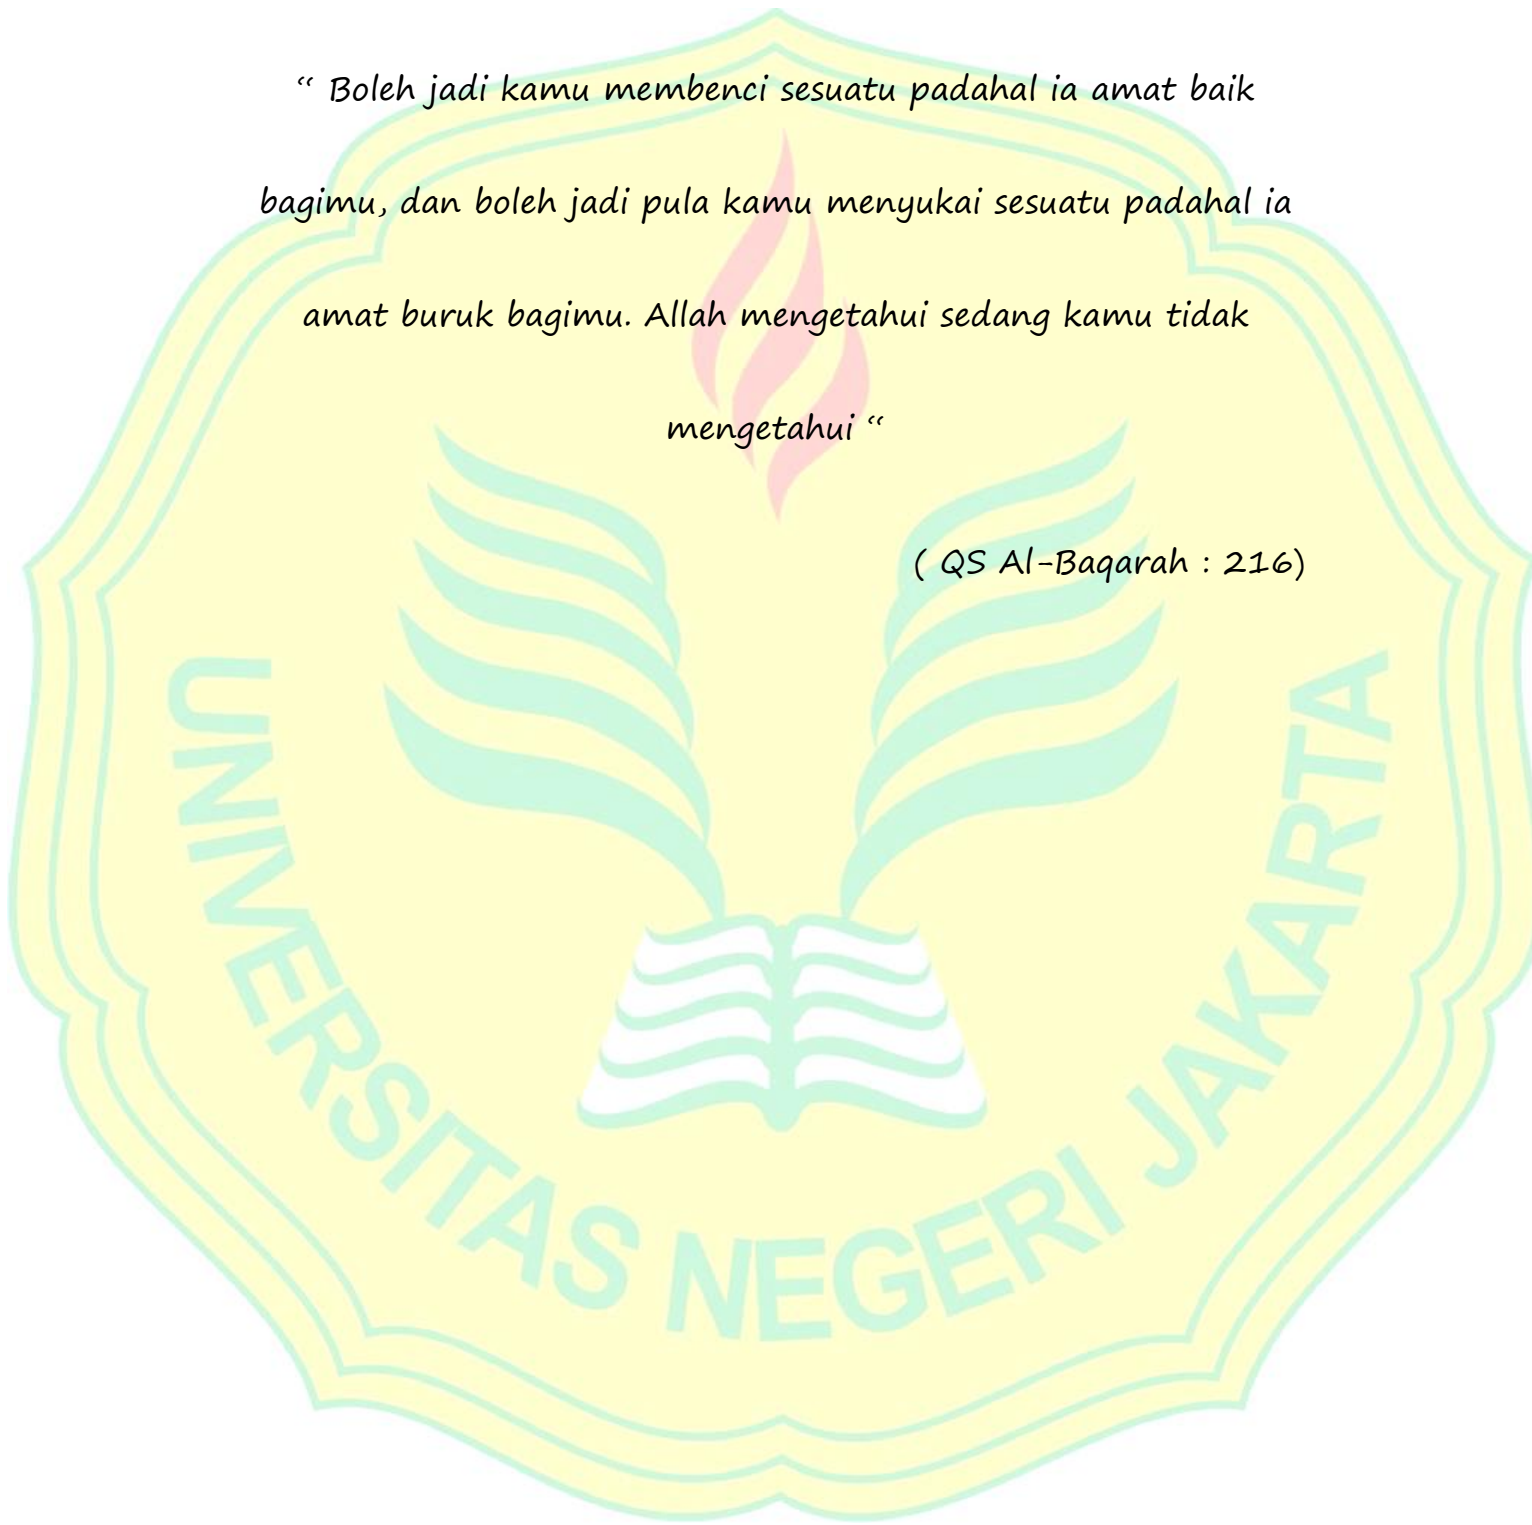 “ Boleh jadi kamu membenci sesuatu padahal ia amat baik
bagimu, dan boleh jadi pula kamu menyukai sesuatu padahal ia
amat buruk bagimu. Allah mengetahui sedang kamu tidak
mengetahui “
( QS Al-Baqarah : 216)
UNIVERSITAS NEGERI JAKARTA